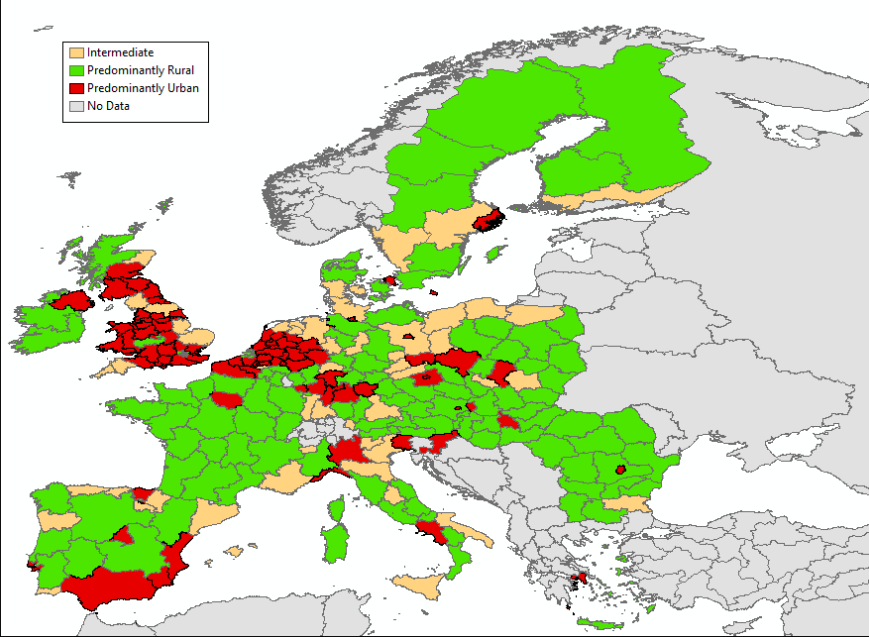 Intermediate
Predominantly Rural
Predominantly Urban
No Data